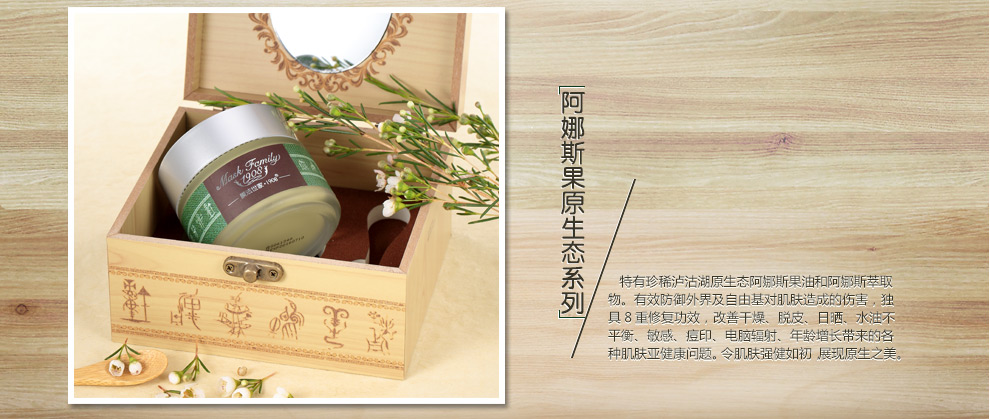 Mask Family
1908
膜法世家·1908
阿娜斯果原生态系列
特有珍稀泸沽湖原生态阿娜斯果油和阿娜斯萃取
物。有效防御外界及自由基对肌肤造成的伤害，独
具8重修复功效，改善干燥、脱皮、日晒、水油不
平衡、敏感、痘印、电脑辐射、年龄增长带来的各
种肌肤亚健康问题。令肌肤强健如初 展现原生之美。